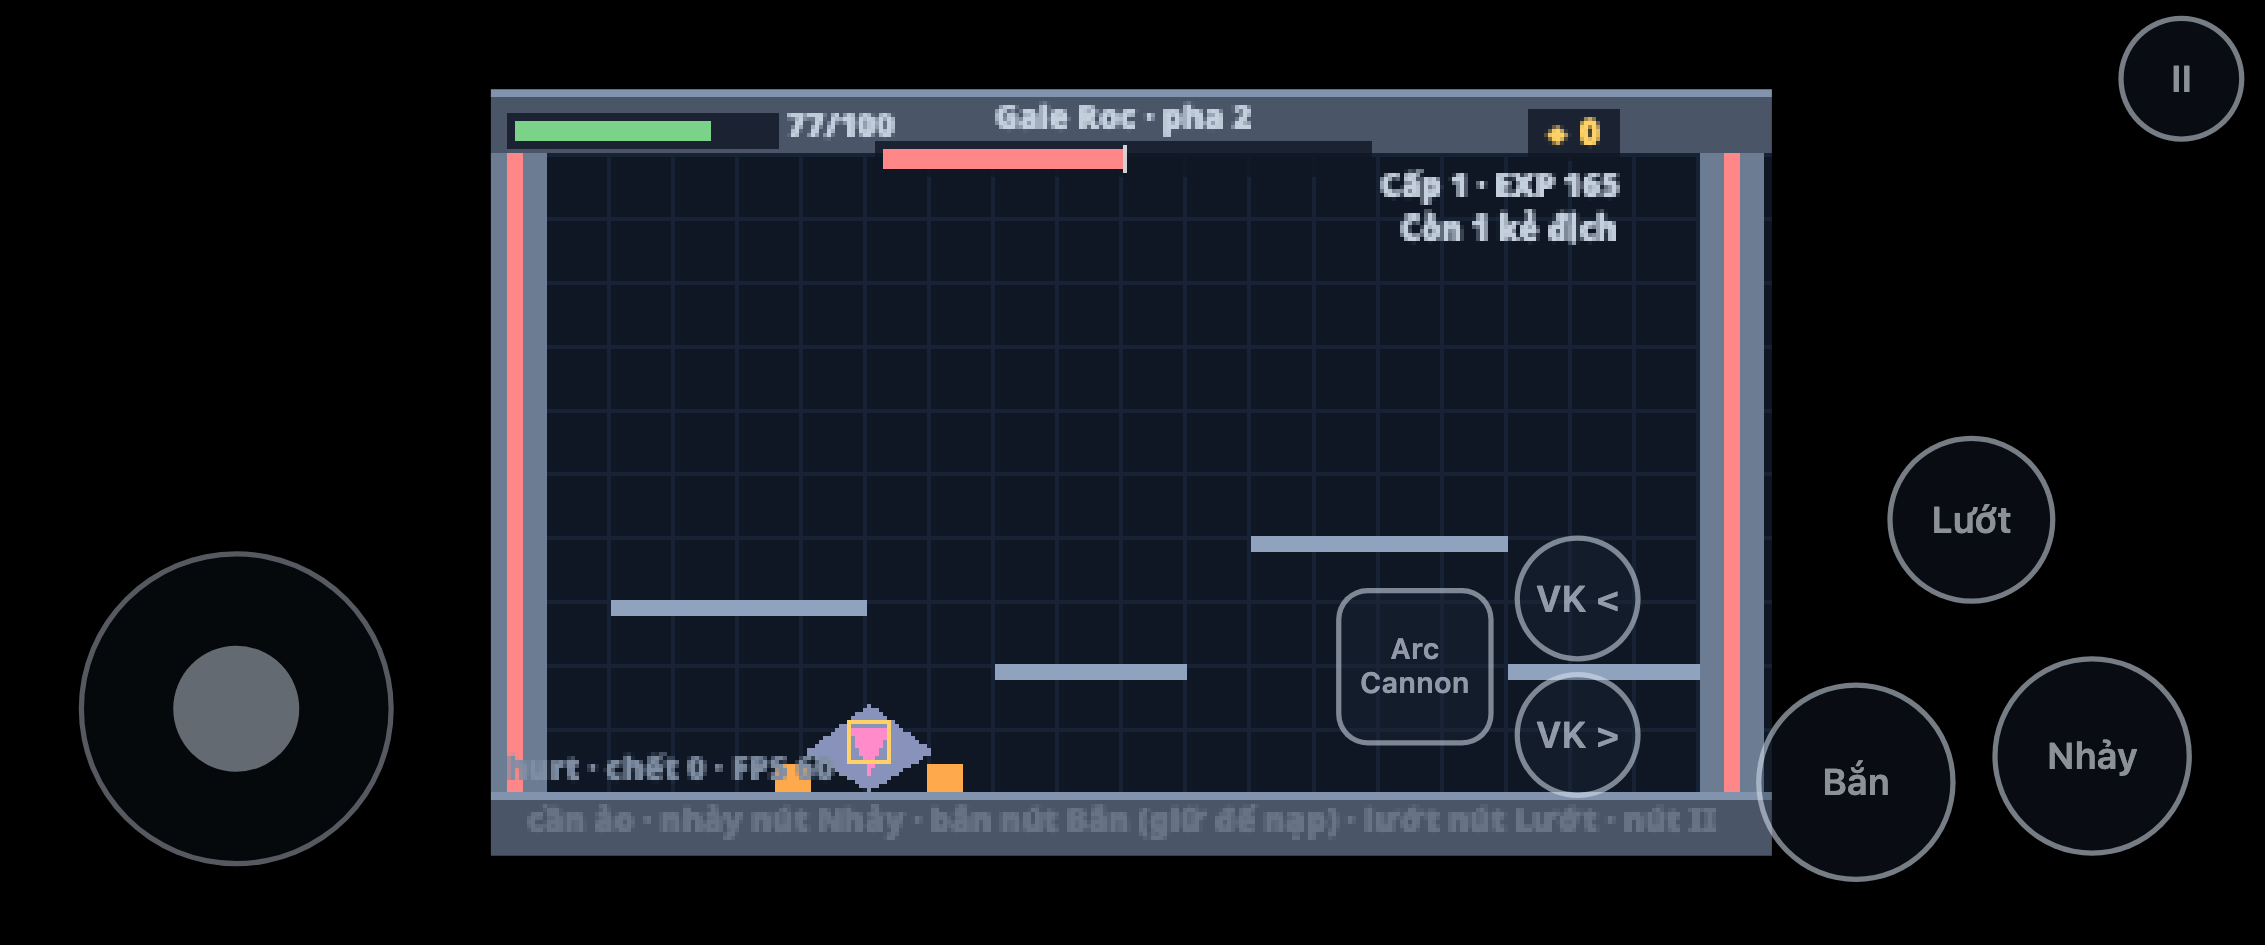 II
77/100
Gale Roc · pha 2
0
Cấp 1 · EXP 165
Còn 1 kẻ địch
Lướt
VK <
Arc
Cannon
VK >
Nhảy
Bắn
hurt · chết 0 · FPS 60
cần ảo · nhảy nút Nhảy · bắn nút Bắn (giữ để nạp) · lướt nút Lướt · nút II